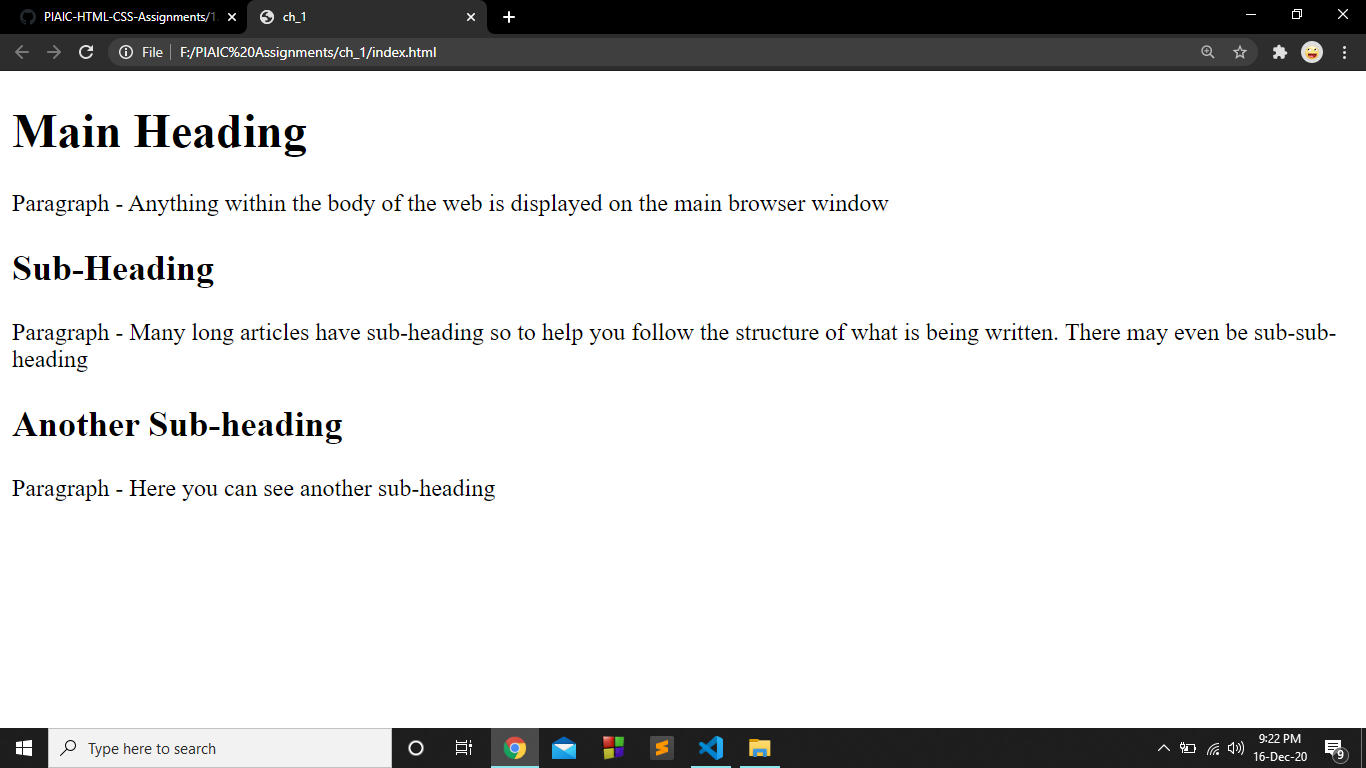 PIAIC-HTML-CSS-Assignments/1.
ch_1
File
F:/PIAIC%20Assignments/ch_1/index.html
Main Heading
Paragraph - Anything within the body of the web is displayed on the main browser window
Sub-Heading
Paragraph - Many long articles have sub-heading so to help you follow the structure of what is being written. There may even be sub-sub-
heading
Another Sub-heading
Paragraph - Here you can see another sub-heading
Type here to search
9:22 PM
16-Dec-20
9